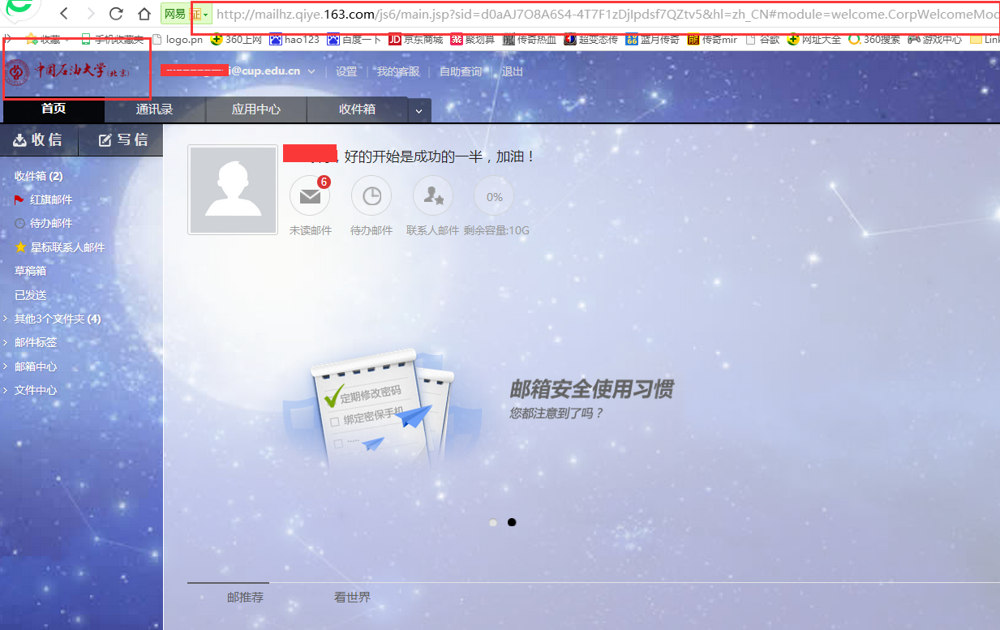 网易 证 http://mailhz.qiye.163.com/js6/main.jsp?sid=d0aAJ7O8A6S4-4T7F1zDjIpdsf7QZtv5&hl=zh_CN#module=welcome.CorpWelcomeMod
收藏 手机收藏夹 logo.pn 360上网 hao123 百度一下 京东商城 聚划算 传奇热血 超变态传 蓝月传奇 传奇mir 谷歌 网址大全 360搜索 游戏中心 Link
中国石油大学(北京) i@cup.edu.cn 设置 我的客服 自助查询 退出
首页 通讯录 应用中心 收件箱
收信 写信
，好的开始是成功的一半，加油！
收件箱 (2)
红旗邮件
待办邮件
星标联系人邮件
草稿箱
已发送
其他3个文件夹 (4)
邮件标签
邮箱中心
文件中心
6
0%
未读邮件 待办邮件 联系人邮件 剩余容量:10G
定期修改密码
绑定密保手机
邮箱安全使用习惯
您都注意到了吗？
邮推荐 看世界